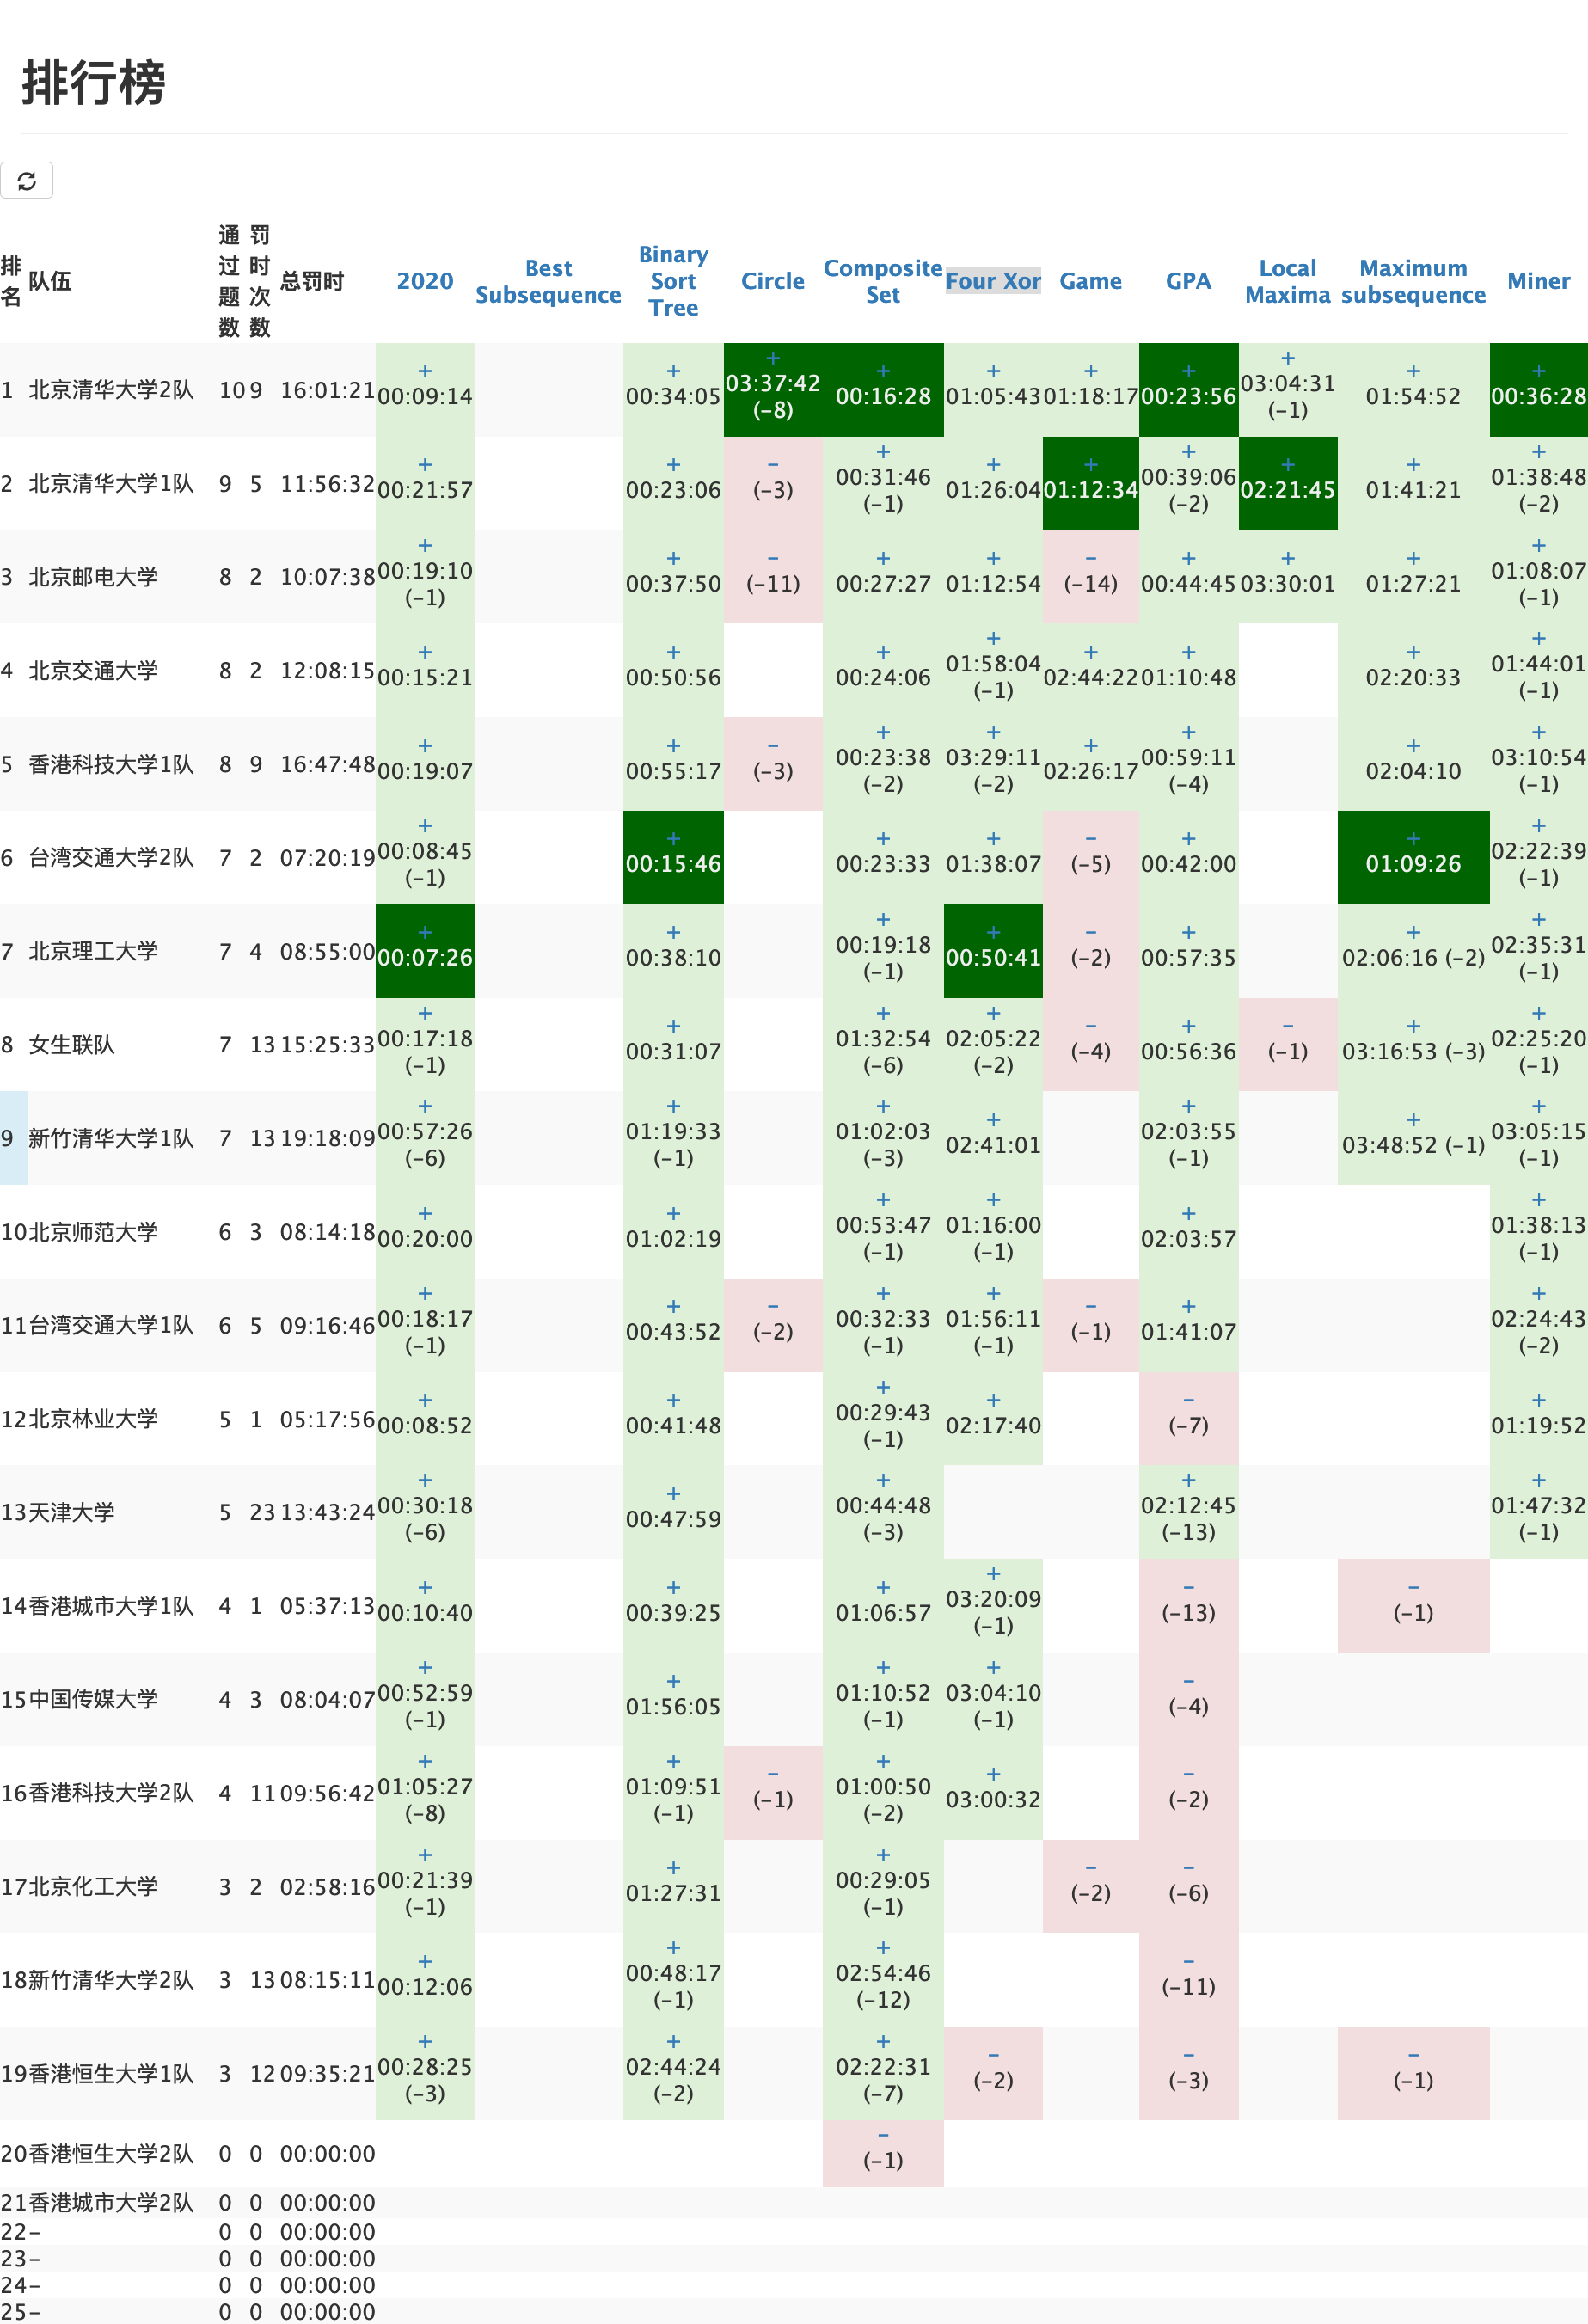 排行榜
排名 队伍 通过题数 罚时次数 总罚时 2020 Best Subsequence Binary Sort Tree Circle Composite Set Four Xor Game GPA Local Maxima Maximum subsequence Miner
1 北京清华大学2队 10 9 16:01:21 + 00:09:14 + 00:34:05 + 03:37:42 (-8) + 00:16:28 + 01:05:43 + 01:18:17 + 00:23:56 + 03:04:31 (-1) + 01:54:52 + 00:36:28
2 北京清华大学1队 9 5 11:56:32 + 00:21:57 + 00:23:06 - (-3) + 00:31:46 (-1) + 01:26:04 + 01:12:34 + 00:39:06 (-2) + 02:21:45 + 01:41:21 + 01:38:48 (-2)
3 北京邮电大学 8 2 10:07:38 + 00:19:10 (-1) + 00:37:50 - (-11) + 00:27:27 + 01:12:54 - (-14) + 00:44:45 + 03:30:01 + 01:27:21 + 01:08:07 (-1)
4 北京交通大学 8 2 12:08:15 + 00:15:21 + 00:50:56 + 00:24:06 + 01:58:04 (-1) + 02:44:22 + 01:10:48 + 02:20:33 + 01:44:01 (-1)
5 香港科技大学1队 8 9 16:47:48 + 00:19:07 + 00:55:17 - (-3) + 00:23:38 (-2) + 03:29:11 (-2) + 02:26:17 + 00:59:11 (-4) + 02:04:10 + 03:10:54 (-1)
6 台湾交通大学2队 7 2 07:20:19 + 00:08:45 (-1) + 00:15:46 + 00:23:33 + 01:38:07 - (-5) + 00:42:00 + 01:09:26 + 02:22:39 (-1)
7 北京理工大学 7 4 08:55:00 + 00:07:26 + 00:38:10 + 00:19:18 (-1) + 00:50:41 - (-2) + 00:57:35 + 02:06:16 (-2) + 02:35:31 (-1)
8 女生联队 7 13 15:25:33 + 00:17:18 (-1) + 00:31:07 + 01:32:54 (-6) + 02:05:22 (-2) - (-4) + 00:56:36 - (-1) + 03:16:53 (-3) + 02:25:20 (-1)
9 新竹清华大学1队 7 13 19:18:09 + 00:57:26 (-6) + 01:19:33 (-1) + 01:02:03 (-3) + 02:41:01 + 02:03:55 (-1) + 03:48:52 (-1) + 03:05:15 (-1)
10 北京师范大学 6 3 08:14:18 + 00:20:00 + 01:02:19 + 00:53:47 (-1) + 01:16:00 (-1) + 02:03:57 + 01:38:13 (-1)
11 台湾交通大学1队 6 5 09:16:46 + 00:18:17 (-1) + 00:43:52 - (-2) + 00:32:33 (-1) + 01:56:11 (-1) - (-1) + 01:41:07 + 02:24:43 (-2)
12 北京林业大学 5 1 05:17:56 + 00:08:52 + 00:41:48 + 00:29:43 (-1) + 02:17:40 - (-7) + 01:19:52
13 天津大学 5 23 13:43:24 + 00:30:18 (-6) + 00:47:59 + 00:44:48 (-3) + 02:12:45 (-13) + 01:47:32 (-1)
14 香港城市大学1队 4 1 05:37:13 + 00:10:40 + 00:39:25 + 01:06:57 + 03:20:09 (-1) - (-13) - (-1)
15 中国传媒大学 4 3 08:04:07 + 00:52:59 (-1) + 01:56:05 + 01:10:52 (-1) + 03:04:10 (-1) - (-4)
16 香港科技大学2队 4 11 09:56:42 + 01:05:27 (-8) + 01:09:51 (-1) - (-1) + 01:00:50 (-2) + 03:00:32 - (-2)
17 北京化工大学 3 2 02:58:16 + 00:21:39 (-1) + 01:27:31 + 00:29:05 (-1) - (-2) - (-6)
18 新竹清华大学2队 3 13 08:15:11 + 00:12:06 + 00:48:17 (-1) + 02:54:46 (-12) - (-11)
19 香港恒生大学1队 3 12 09:35:21 + 00:28:25 (-3) + 02:44:24 (-2) + 02:22:31 (-7) - (-2) - (-3) - (-1)
20 香港恒生大学2队 0 0 00:00:00 - (-1)
21 香港城市大学2队 0 0 00:00:00
22 - 0 0 00:00:00
23 - 0 0 00:00:00
24 - 0 0 00:00:00
25 - 0 0 00:00:00